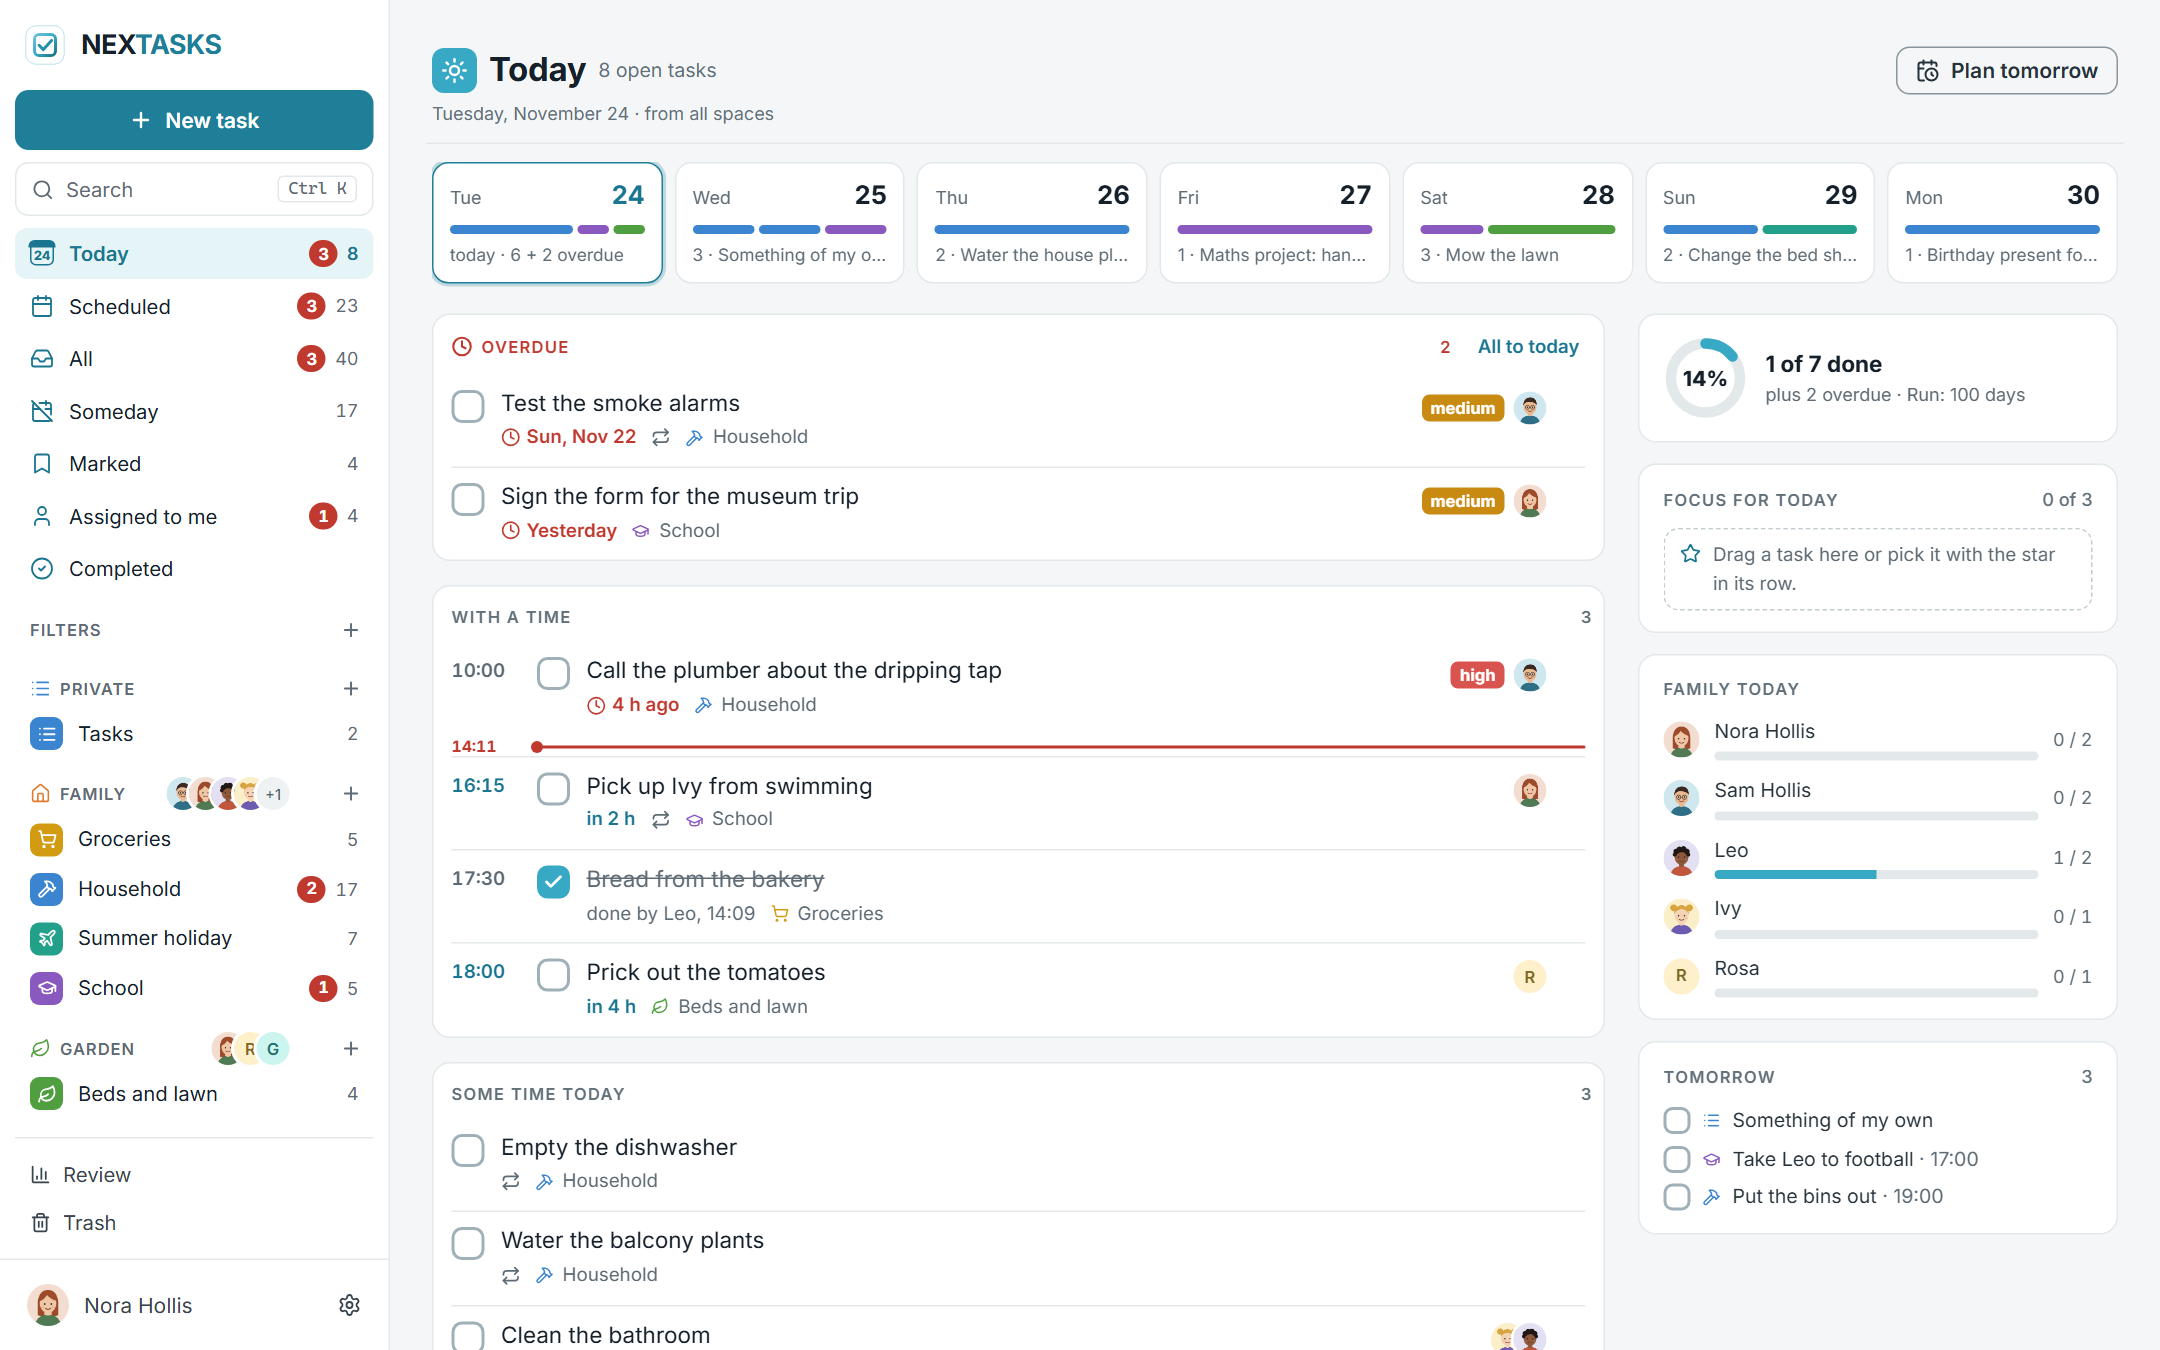 NEXTASKS
New task
Search Ctrl K
24 Today 3 8
Scheduled 3 23
All 3 40
Someday 17
Marked 4
Assigned to me 1 4
Completed
FILTERS
PRIVATE
Tasks 2
FAMILY +1
Groceries 5
Household 2 17
Summer holiday 7
School 1 5
GARDEN R G
Beds and lawn 4
Review
Trash
Nora Hollis
Today 8 open tasks
Tuesday, November 24 · from all spaces
Plan tomorrow
Tue 24
today · 6 + 2 overdue
Wed 25
3 · Something of my o...
Thu 26
2 · Water the house pl...
Fri 27
1 · Maths project: han...
Sat 28
3 · Mow the lawn
Sun 29
2 · Change the bed sh...
Mon 30
1 · Birthday present fo...
OVERDUE 2 All to today
Test the smoke alarms medium
Sun, Nov 22 Household
Sign the form for the museum trip medium
Yesterday School
WITH A TIME 3
10:00 Call the plumber about the dripping tap high
4 h ago Household
14:11
16:15 Pick up Ivy from swimming
in 2 h School
17:30 Bread from the bakery
done by Leo, 14:09 Groceries
18:00 Prick out the tomatoes R
in 4 h Beds and lawn
SOME TIME TODAY 3
Empty the dishwasher
Household
Water the balcony plants
Household
Clean the bathroom
14% 1 of 7 done
plus 2 overdue · Run: 100 days
FOCUS FOR TODAY 0 of 3
Drag a task here or pick it with the star
in its row.
FAMILY TODAY
Nora Hollis 0 / 2
Sam Hollis 0 / 2
Leo 1 / 2
Ivy 0 / 1
R Rosa 0 / 1
TOMORROW 3
Something of my own
Take Leo to football · 17:00
Put the bins out · 19:00